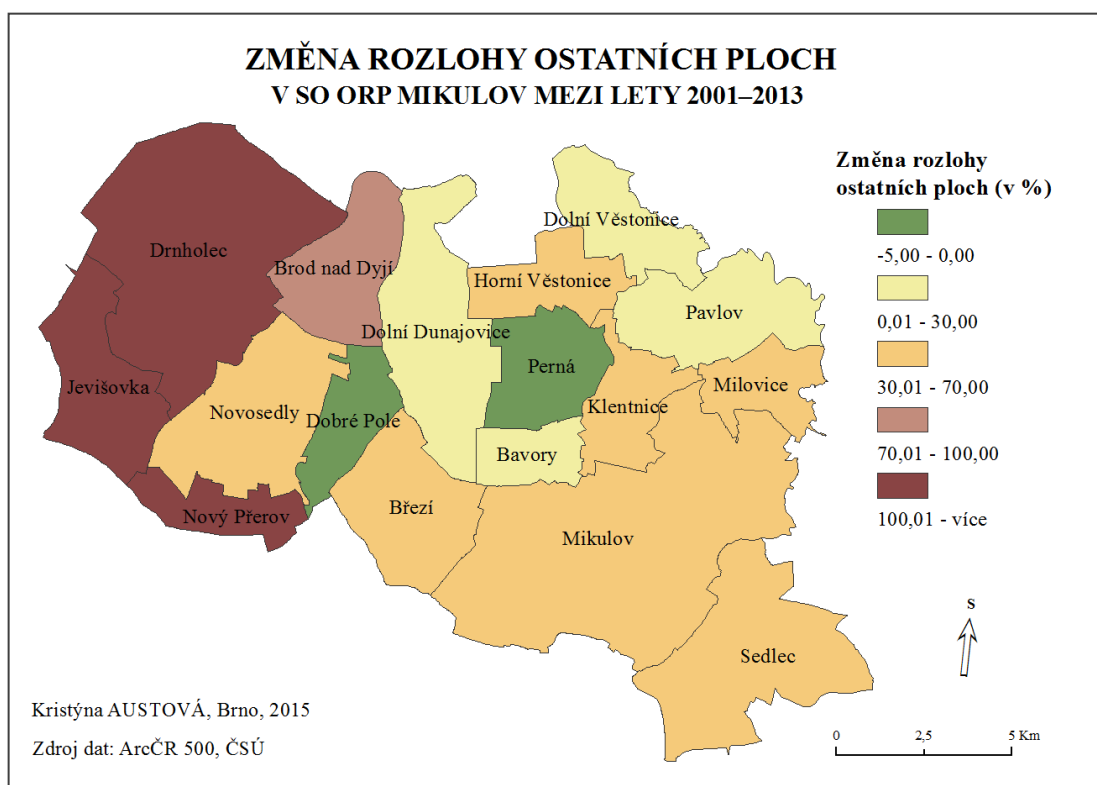 ZMĚNA ROZLOHY OSTATNÍCH PLOCH
V SO ORP MIKULOV MEZI LETY 2001–2013
Změna rozlohy
ostatních ploch (v %)
-5,00 - 0,00
0,01 - 30,00
30,01 - 70,00
70,01 - 100,00
100,01 - více
Dolní Věstonice
Drnholec
Brod nad Dyjí
Horní Věstonice
Pavlov
Dolní Dunajovice
Perná
Jevišovka
Milovice
Novosedly
Klentnice
Dobré Pole
Bavory
Březí
Nový Přerov
Mikulov
Sedlec
S
Kristýna AUSTOVÁ, Brno, 2015
Zdroj dat: ArcČR 500, ČSÚ
0 2,5 5 Km